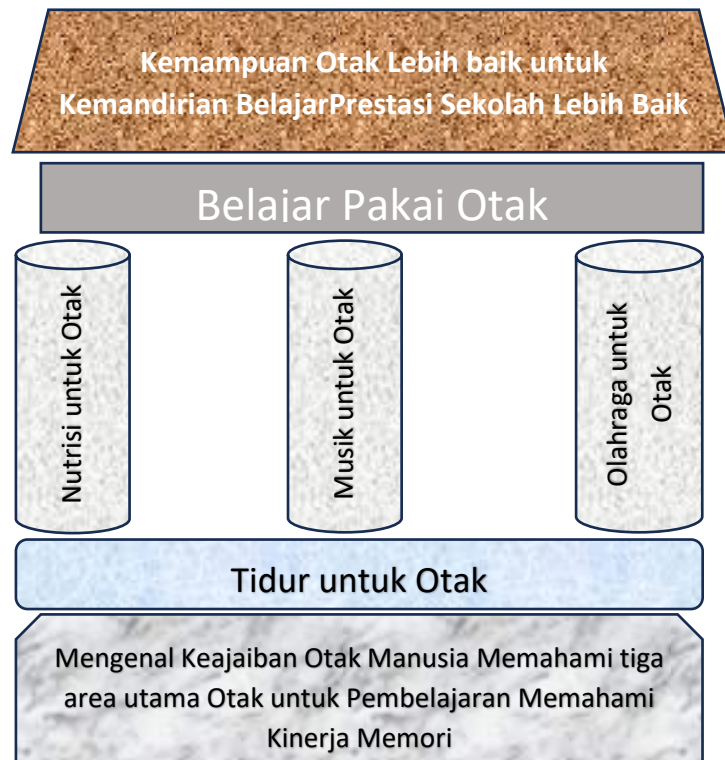 Kemampuan Otak Lebih baik untuk
Kemandirian BelajarPrestasi Sekolah Lebih Baik
Belajar Pakai Otak
Nutrisi untuk Otak
Musik untuk Otak
Olahraga untuk
Otak
Tidur untuk Otak
Mengenal Keajaiban Otak Manusia Memahami tiga
area utama Otak untuk Pembelajaran Memahami
Kinerja Memori